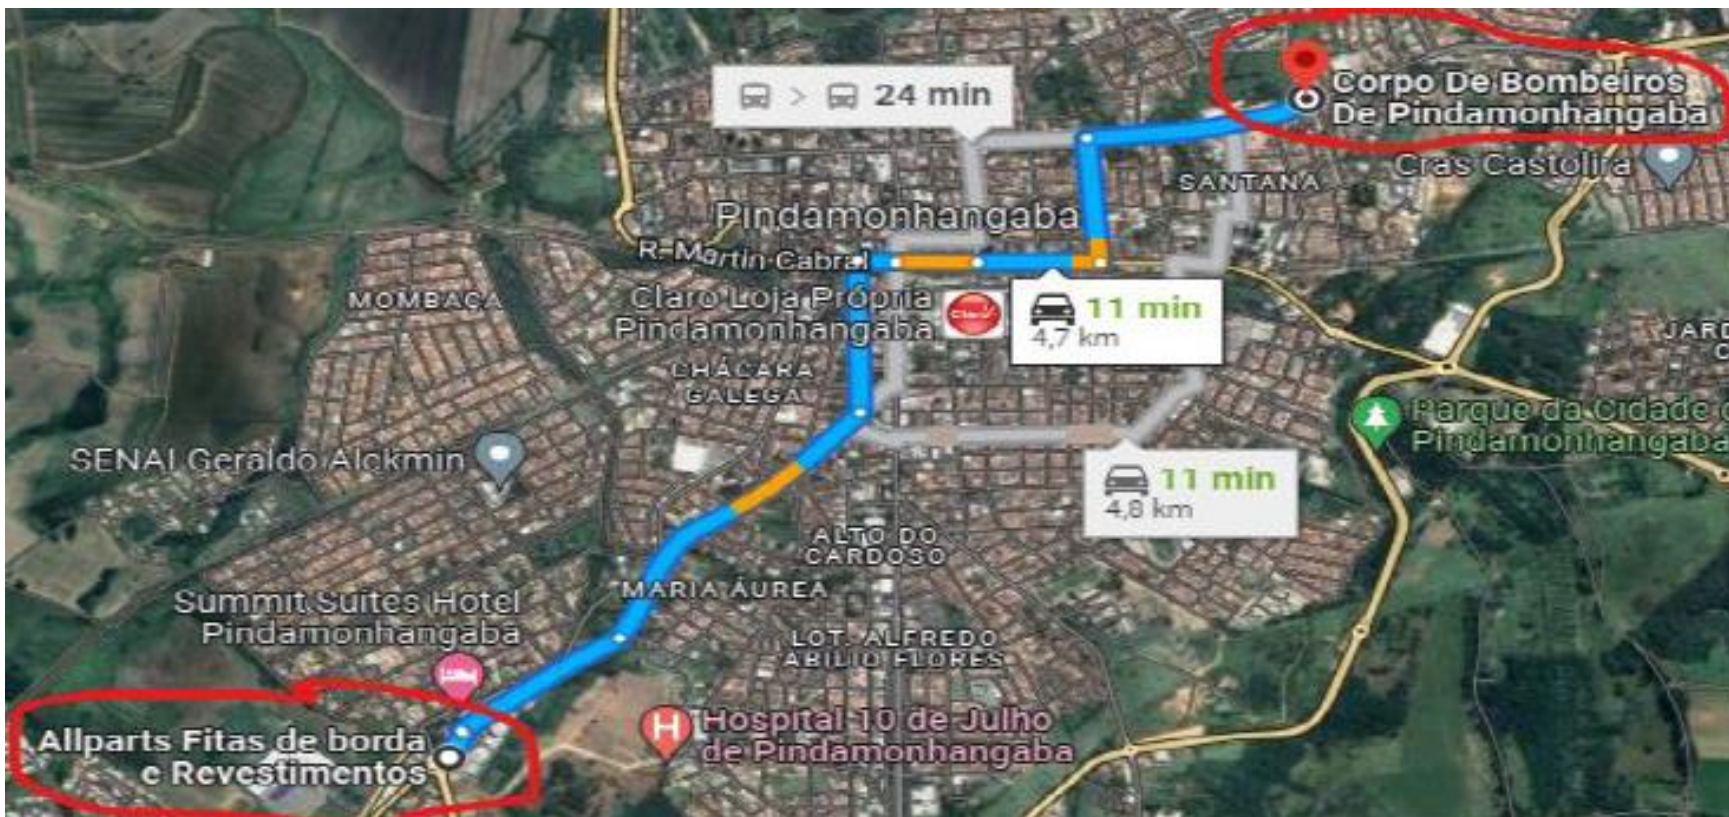 Corpo De Bombeiros
De Pindamonhangaba
> 24 min
Cras Castolira
SANTANA
Pindamonhangaba
R. Martin Cabral
MOMBAÇA
Claro Loja Própria
Pindamonhangaba
Claro
11 min
4,7 km
JARD
C
CHÁCARA
GALEGA
Parque da Cidade d
Pindamonhangaba
SENAI Geraldo Alckmin
11 min
4,8 km
ALTO DO
CARDOSO
MARIA ÁUREA
Summit Suites Hotel
Pindamonhangaba
LOT. ALFREDO
ABILIO FLORES
H
Hospital 10 de Julho
de Pindamonhangaba
Allparts Fitas de borda
e Revestimentos